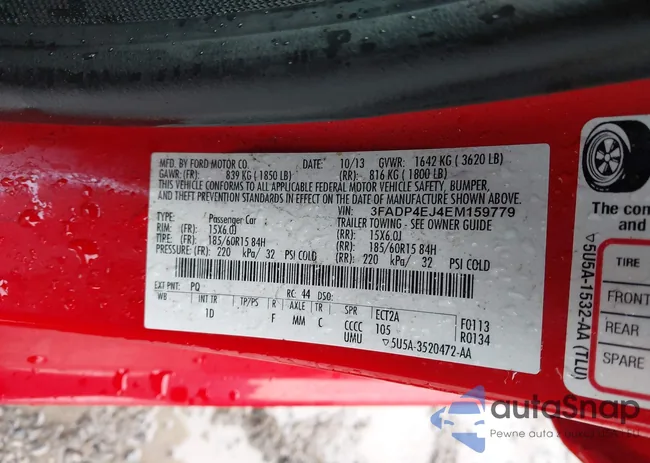 MFD. BY FORD MOTOR CO. DATE: 10/13 GVWR: 1642 KG ( 3620 LB)
GAWR: (FR): 839 KG ( 1850 LB) (RR): 816 KG ( 1800 LB)
THIS VEHICLE CONFORMS TO ALL APPLICABLE FEDERAL MOTOR VEHICLE SAFETY, BUMPER,
AND THEFT PREVENTION STANDARDS IN EFFECT ON THE DATE OF MANUFACTURE SHOWN ABOVE.
VIN: 3FADP4EJ4EM159779
TYPE: Passenger Car TRAILER TOWING - SEE OWNER GUIDE
RIM: (FR): 15X6.0J (RR): 15X6.0J
TIRE: (FR): 185/60R15 84H (RR): 185/60R15 84H
(FR): 220 kPa/ 32 PSI COLD (RR): 220 kPa/ 32 PSI COLD
EXT PNT: PQ RC: 44 DSO:
WB INT TR TP/PS R AXLE TR SPR ECT2A
1D F MM C CCCC 105 F0113
UMU R0134
▽5U5A-3520472-AA
The com
and
TIRE
FRONT
REAR
SPARE
▽5U5A-1532-AA (TLU)
autoSnap
Pewne auto z aukcji